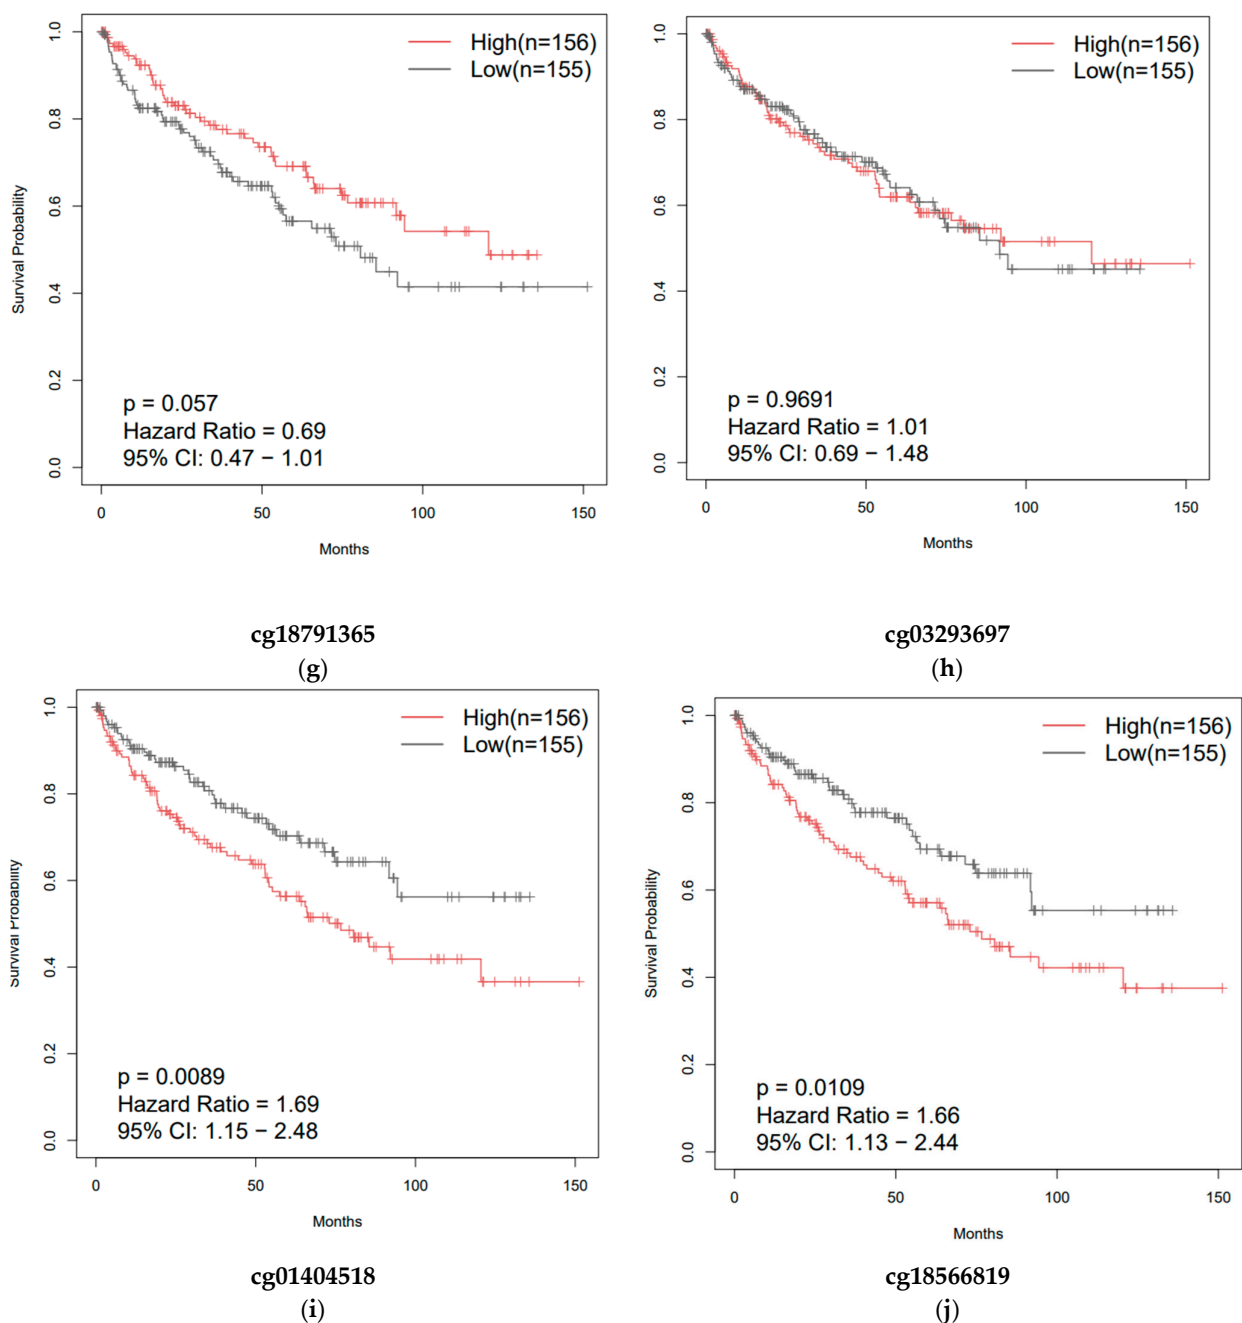 High(n=156)
Low(n=155)
Survival Probability
1.0
0.8
0.6
0.4
0.2
0.0
p = 0.057
Hazard Ratio = 0.69
95% CI: 0.47 − 1.01
0 50 100 150
Months
cg18791365
(g)
High(n=156)
Low(n=155)
Survival Probability
1.0
0.8
0.6
0.4
0.2
0.0
p = 0.9691
Hazard Ratio = 1.01
95% CI: 0.69 − 1.48
0 50 100 150
Months
cg03293697
(h)
High(n=156)
Low(n=155)
Survival Probability
1.0
0.8
0.6
0.4
0.2
0.0
p = 0.0089
Hazard Ratio = 1.69
95% CI: 1.15 − 2.48
0 50 100 150
Months
cg01404518
(i)
High(n=156)
Low(n=155)
Survival Probability
1.0
0.8
0.6
0.4
0.2
0.0
p = 0.0109
Hazard Ratio = 1.66
95% CI: 1.13 − 2.44
0 50 100 150
Months
cg18566819
(j)